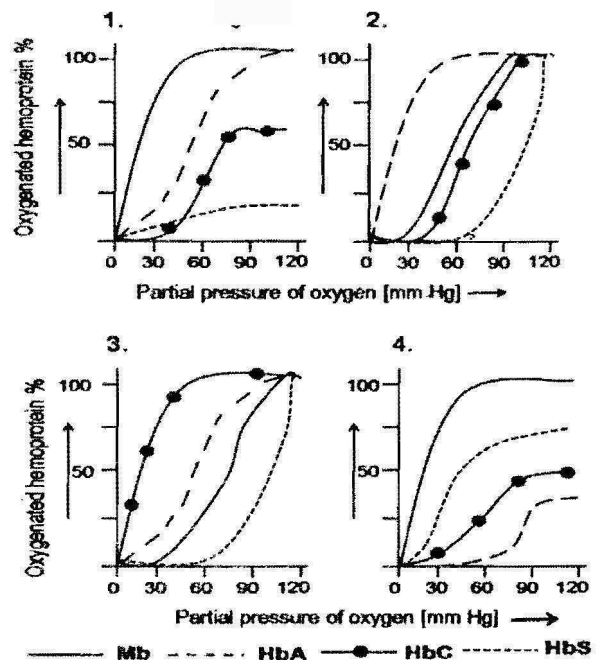 1. 2.
Oxygenated hemoprotein %
100
50
0 30 60 90 120
100
50
0 30 60 90 120
Partial pressure of oxygen [mm Hg]
3. 4.
Oxygenated hemoprotein %
100
50
0 30 60 90 120
100
50
0 30 60 90 120
Partial pressure of oxygen [mm Hg]
Mb HbA HbC HbS